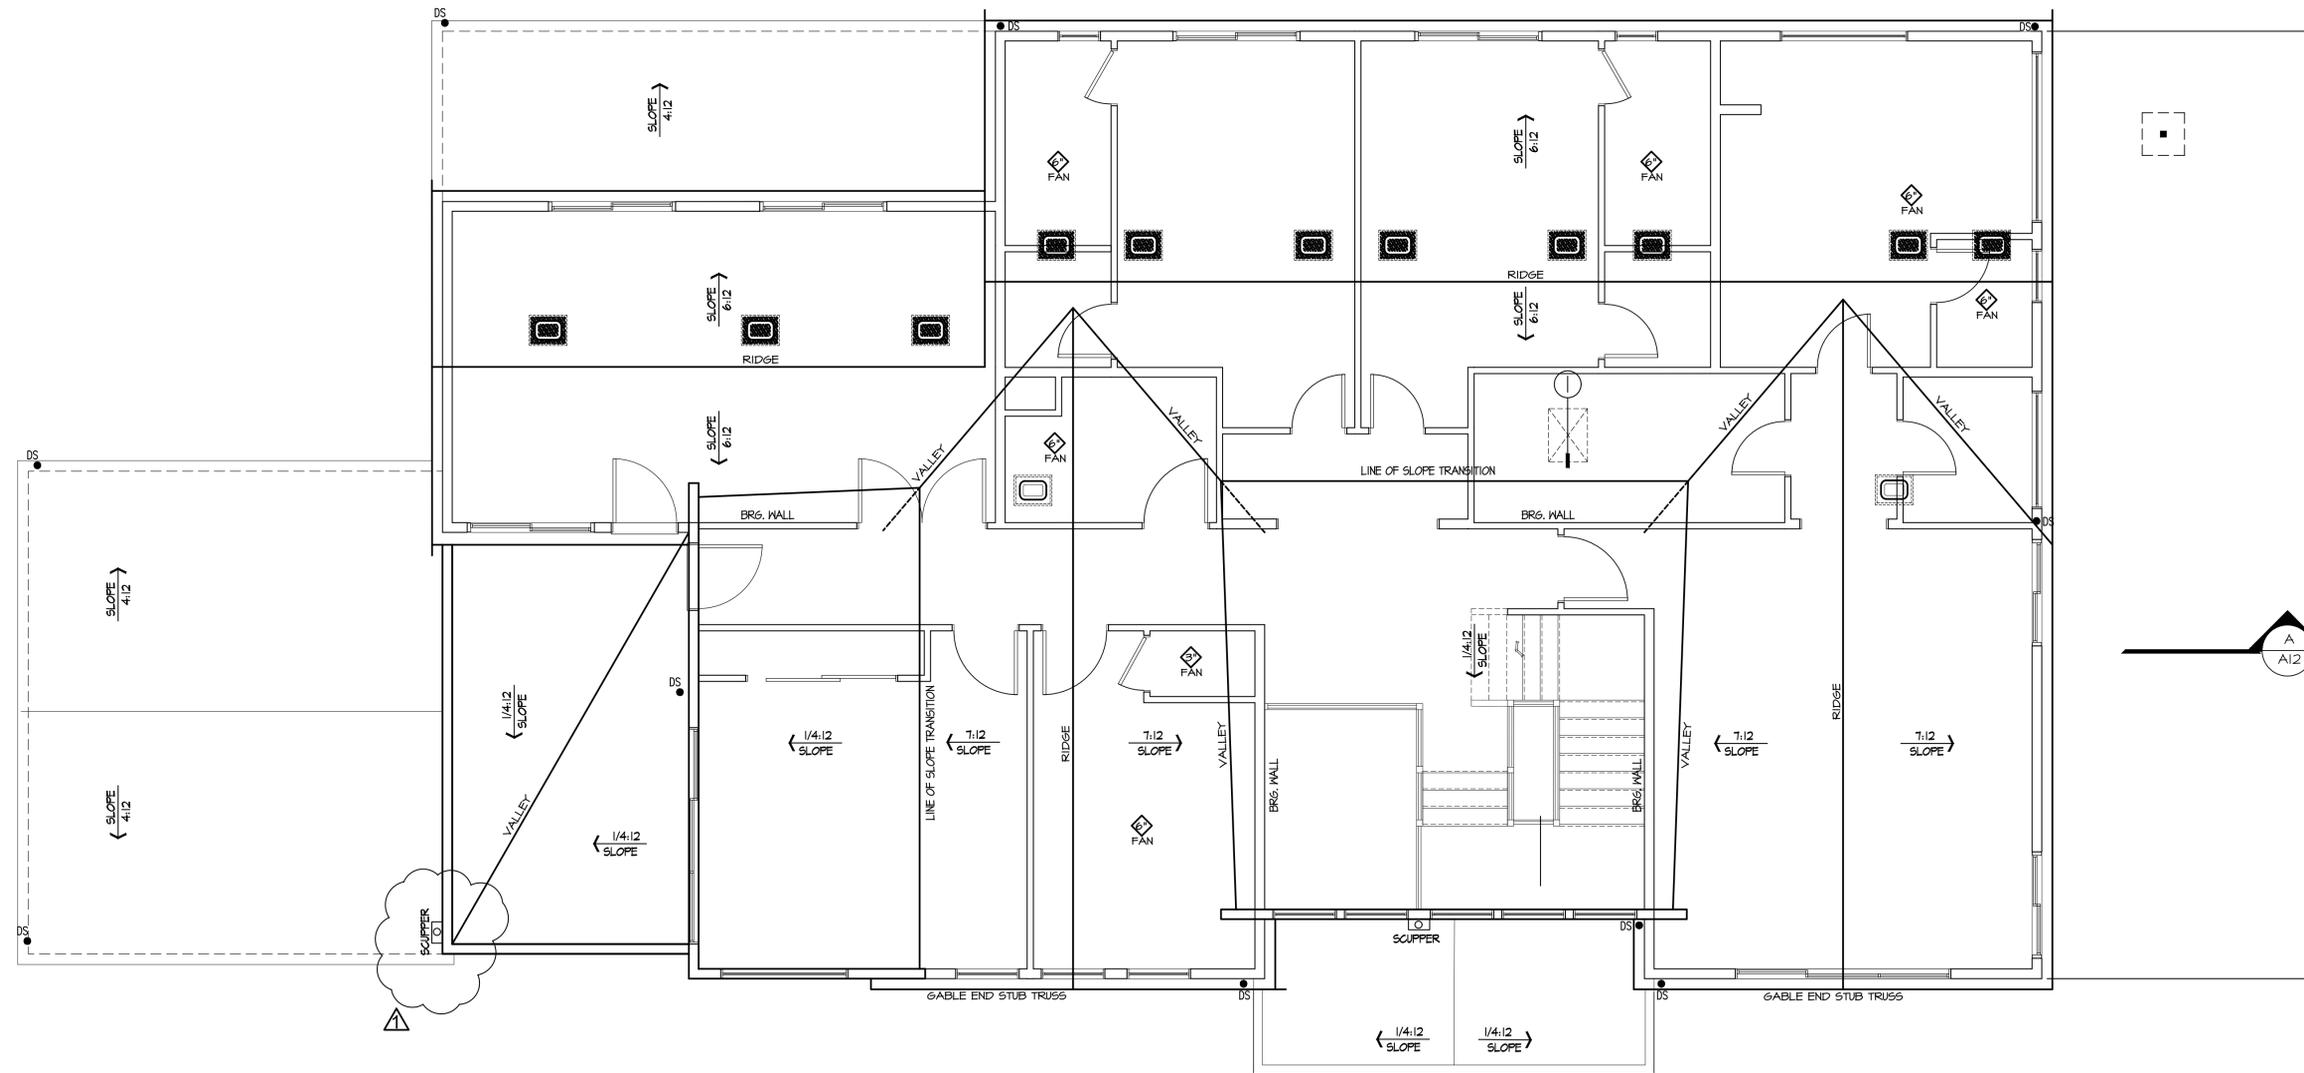 DS
DS
DS
SLOPE
4:12
SLOPE
6:12
6"
FAN
6"
FAN
6"
FAN
RIDGE
SLOPE
6:12
SLOPE
6:12
6"
FAN
RIDGE
SLOPE
6:12
VALLEY
VALLEY
VALLEY
VALLEY
6"
FAN
1
LINE OF SLOPE TRANSITION
DS
BRG. WALL
BRG. WALL
DS
SLOPE
4:12
1/4:12
SLOPE
3"
FAN
A
A12
DS
1/4:12
SLOPE
LINE OF SLOPE TRANSITION
1/4:12
SLOPE
7:12
SLOPE
RIDGE
7:12
SLOPE
VALLEY
BRG. WALL
BRG. WALL
VALLEY
7:12
SLOPE
RIDGE
7:12
SLOPE
SLOPE
4:12
VALLEY
1/4:12
SLOPE
6"
FAN
DS
SCUPPER
SCUPPER
DS
1
GABLE END STUB TRUSS
DS
DS
GABLE END STUB TRUSS
1/4:12
SLOPE
1/4:12
SLOPE